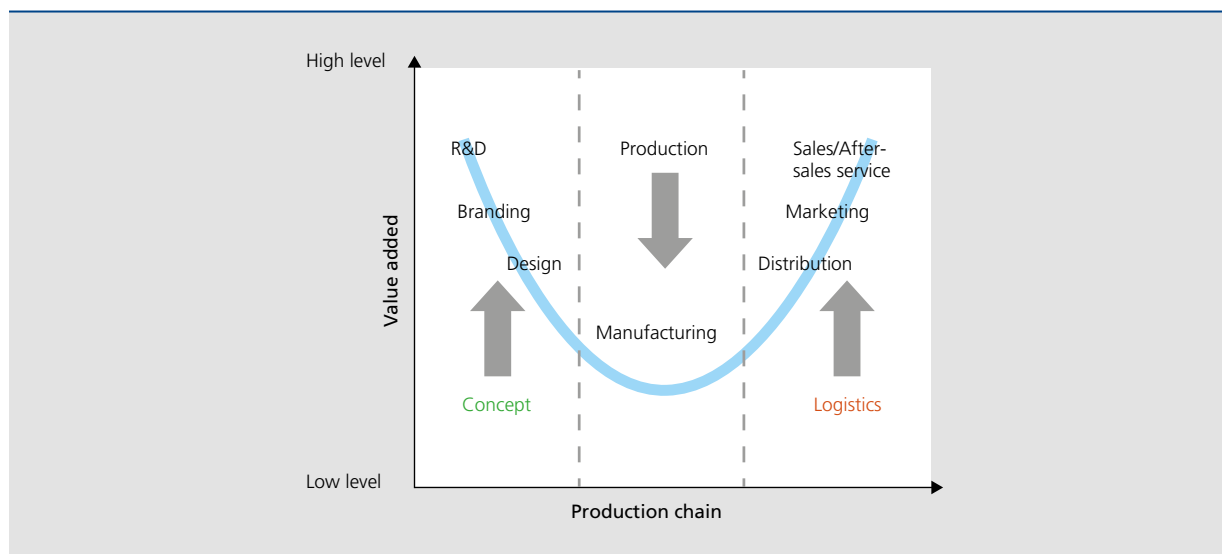 High level
R&D
Production
Sales/After-
sales service
Branding
Marketing
Design
Distribution
Value added
Manufacturing
Concept
Logistics
Low level
Production chain